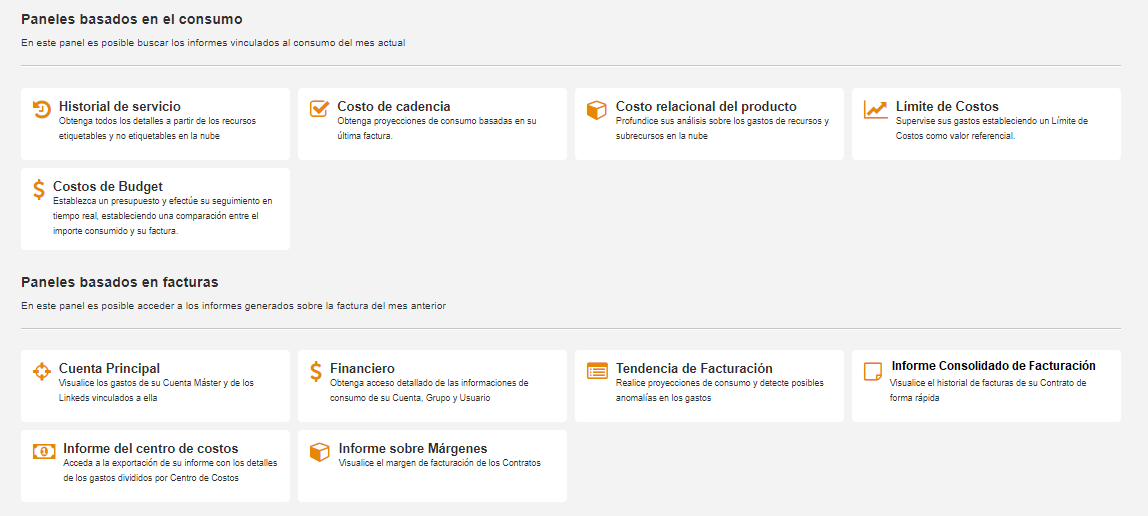 Paneles basados en el consumo
En este panel es posible buscar los informes vinculados al consumo del mes actual
Historial de servicio
Obtenga todos los detalles a partir de los recursos
etiquetables y no etiquetables en la nube
Costo de cadencia
Obtenga proyecciones de consumo basadas en su
última factura.
Costo relacional del producto
Profundice sus análisis sobre los gastos de recursos y
subrecursos en la nube
Límite de Costos
Supervise sus gastos estableciendo un Límite de
Costos como valor referencial.
Costos de Budget
Establezca un presupuesto y efectúe su seguimiento en
tiempo real, estableciendo una comparación entre el
importe consumido y su factura.
Paneles basados en facturas
En este panel es posible acceder a los informes generados sobre la factura del mes anterior
Cuenta Principal
Visualice los gastos de su Cuenta Máster y de los
Linkeds vinculados a ella
Financiero
Obtenga acceso detallado de las informaciones de
consumo de su Cuenta, Grupo y Usuario
Tendencia de Facturación
Realice proyecciones de consumo y detecte posibles
anomalías en los gastos
Informe Consolidado de Facturación
Visualice el historial de facturas de su Contrato de
forma rápida
Informe del centro de costos
Acceda a la exportación de su informe con los detalles
de los gastos divididos por Centro de Costos
Informe sobre Márgenes
Visualice el margen de facturación de los Contratos